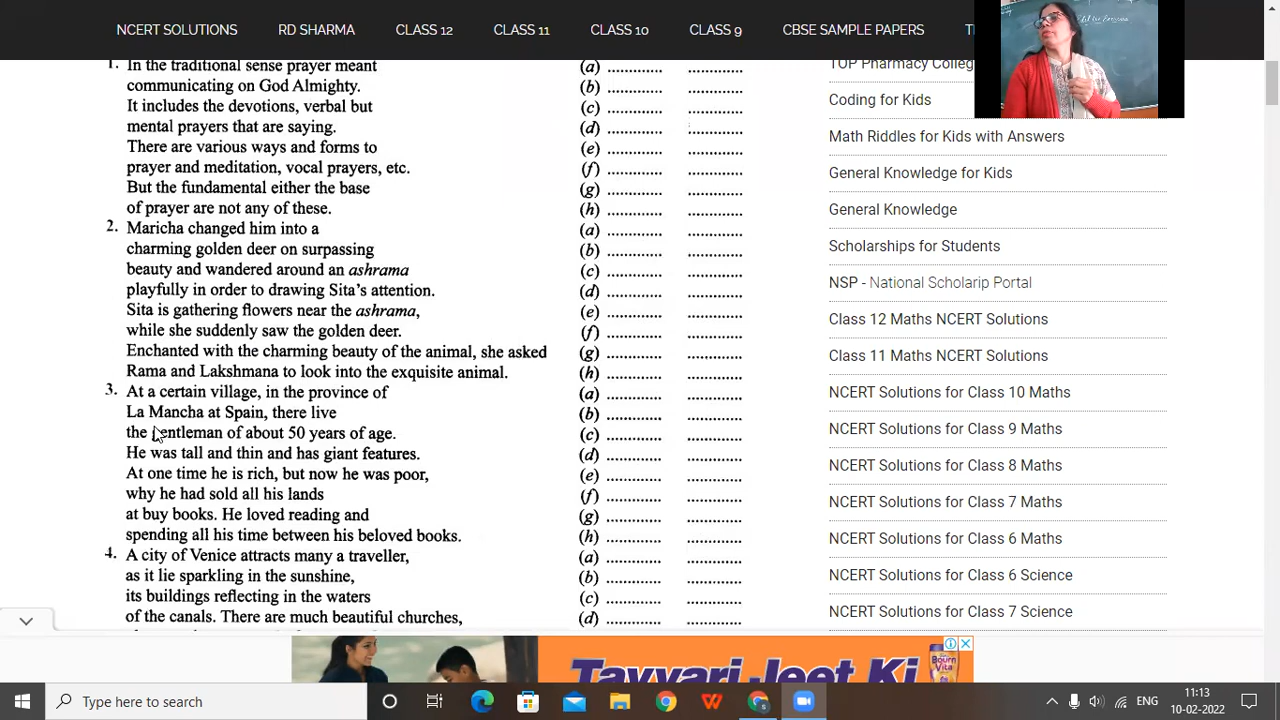 NCERT SOLUTIONS RD SHARMA CLASS 12 CLASS 11 CLASS 10 CLASS 9 CBSE SAMPLE PAPERS
1. In the traditional sense prayer meant (a) ............. .............
communicating on God Almighty. (b) ............. .............
It includes the devotions, verbal but (c) ............. .............
mental prayers that are saying. (d) ............. .............
There are various ways and forms to (e) ............. .............
prayer and meditation, vocal prayers, etc. (f) ............. .............
But the fundamental either the base (g) ............. .............
of prayer are not any of these. (h) ............. .............
2. Maricha changed him into a (a) ............. .............
charming golden deer on surpassing (b) ............. .............
beauty and wandered around an ashrama (c) ............. .............
playfully in order to drawing Sita's attention. (d) ............. .............
Sita is gathering flowers near the ashrama, (e) ............. .............
while she suddenly saw the golden deer. (f) ............. .............
Enchanted with the charming beauty of the animal, she asked (g) ............. .............
Rama and Lakshmana to look into the exquisite animal. (h) ............. .............
3. At a certain village, in the province of (a) ............. .............
La Mancha at Spain, there live (b) ............. .............
the gentleman of about 50 years of age. (c) ............. .............
He was tall and thin and has giant features. (d) ............. .............
At one time he is rich, but now he was poor, (e) ............. .............
why he had sold all his lands (f) ............. .............
at buy books. He loved reading and (g) ............. .............
spending all his time between his beloved books. (h) ............. .............
4. A city of Venice attracts many a traveller, (a) ............. .............
as it lie sparkling in the sunshine, (b) ............. .............
its buildings reflecting in the waters (c) ............. .............
of the canals. There are much beautiful churches, (d) ............. .............
TOP Pharmacy
Coding for Kids
Math Riddles for Kids with Answers
General Knowledge for Kids
General Knowledge
Scholarships for Students
NSP - National Scholarip Portal
Class 12 Maths NCERT Solutions
Class 11 Maths NCERT Solutions
NCERT Solutions for Class 10 Maths
NCERT Solutions for Class 9 Maths
NCERT Solutions for Class 8 Maths
NCERT Solutions for Class 7 Maths
NCERT Solutions for Class 6 Maths
NCERT Solutions for Class 6 Science
NCERT Solutions for Class 7 Science
Tayyari Jeet Ki
Bourn
Vita
Type here to search
ENG
11:13
10-02-2022